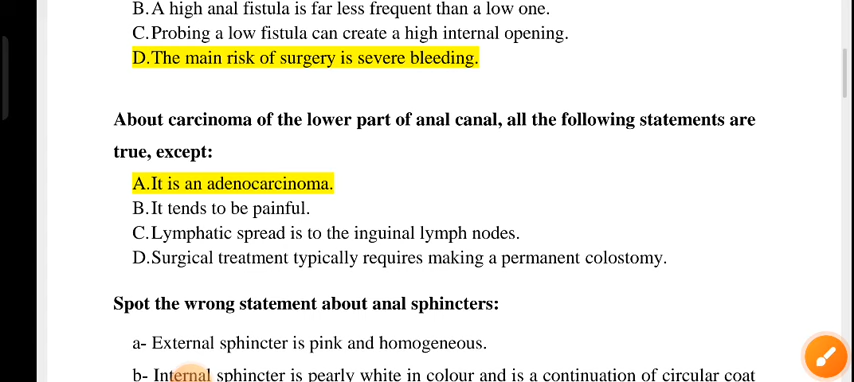 B.A high anal fistula is far less frequent than a low one.
C.Probing a low fistula can create a high internal opening.
D.The main risk of surgery is severe bleeding.
About carcinoma of the lower part of anal canal, all the following statements are
true, except:
A.It is an adenocarcinoma.
B.It tends to be painful.
C.Lymphatic spread is to the inguinal lymph nodes.
D.Surgical treatment typically requires making a permanent colostomy.
Spot the wrong statement about anal sphincters:
a- External sphincter is pink and homogeneous.
b- Internal sphincter is pearly white in colour and is a continuation of circular coat